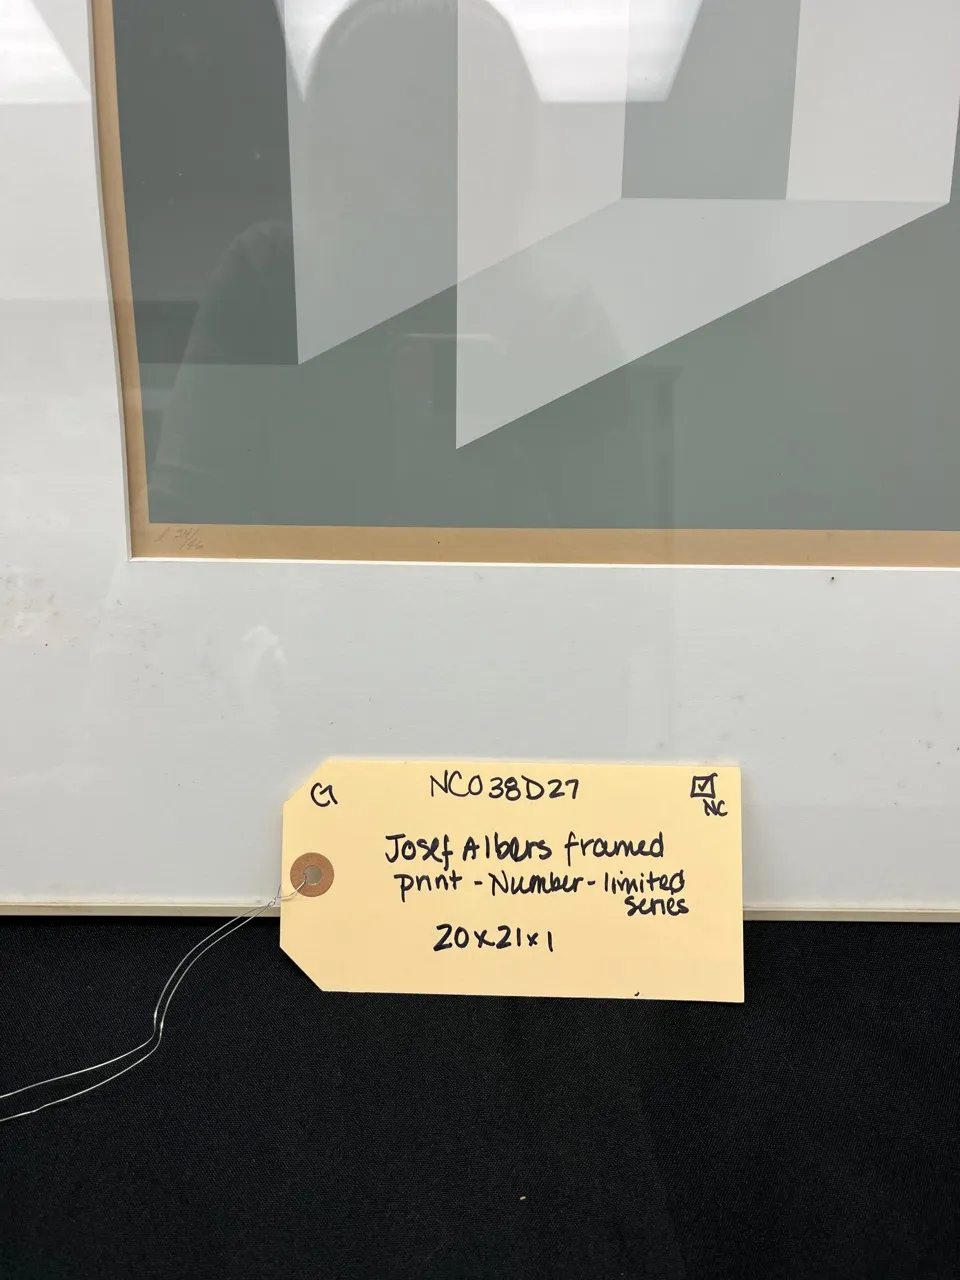 G
NC038D27
NC
Josef Albers framed
print - Number - limited
series
20x21x1